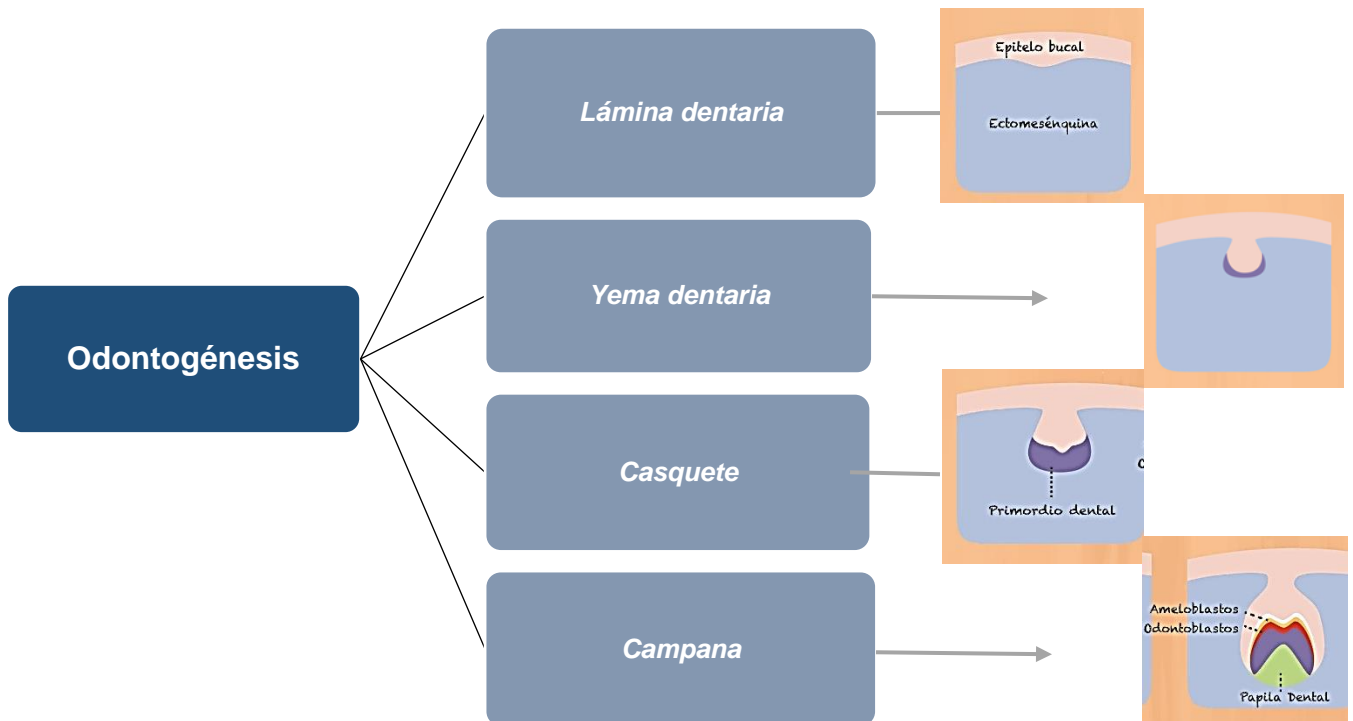 Odontogénesis
Lámina dentaria
Epitelo bucal
Ectomesénquina
Yema dentaria
Casquete
Primordio dental
Campana
Ameloblastos
Odontoblastos
Papila Dental